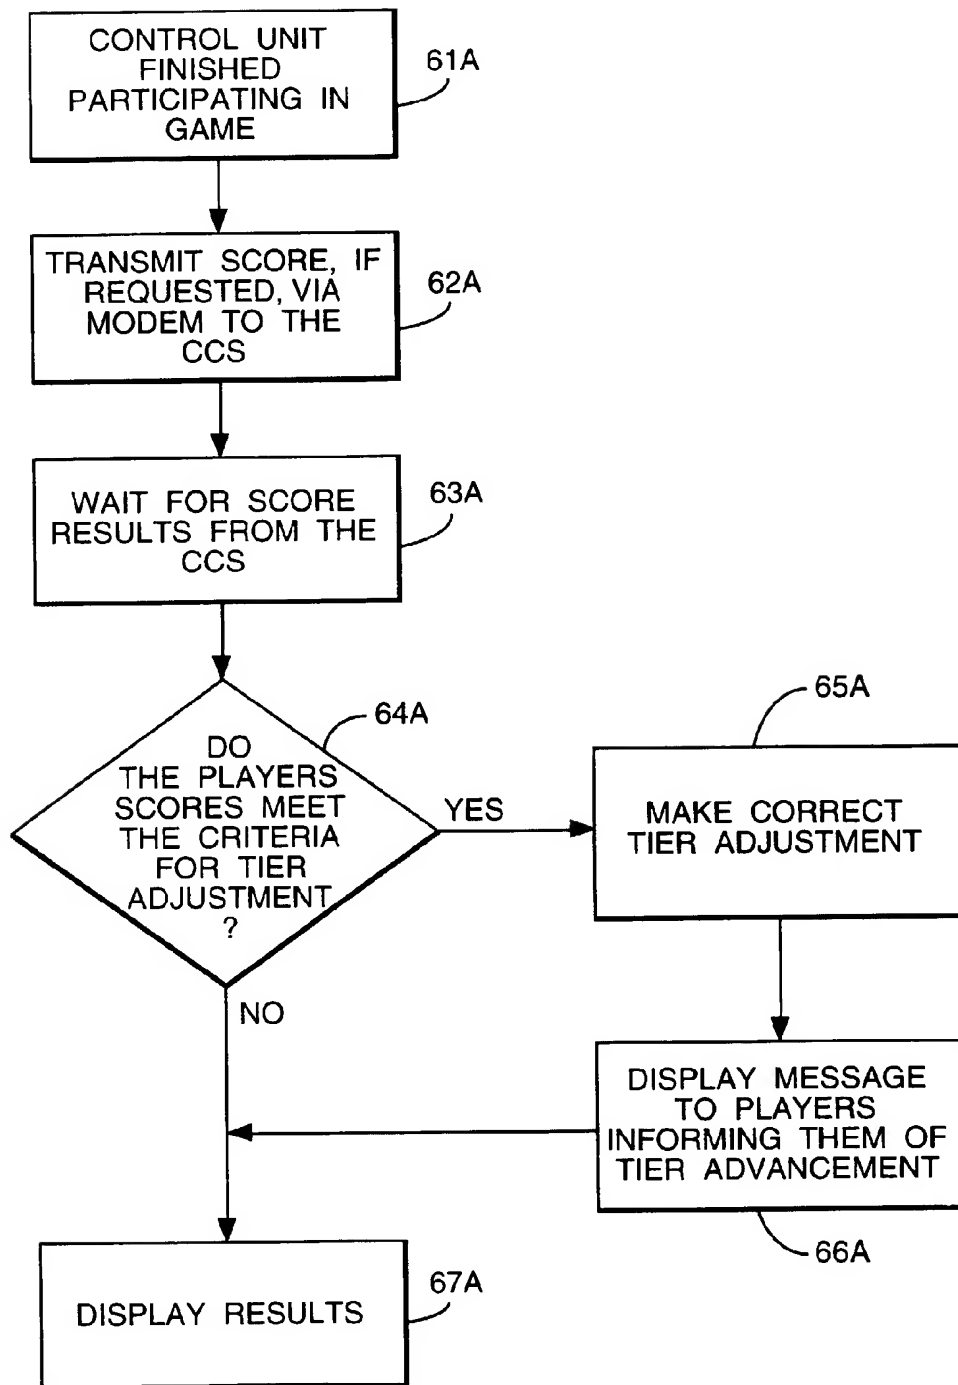 CONTROL UNIT
FINISHED
PARTICIPATING IN
GAME
61A
TRANSMIT SCORE, IF
REQUESTED, VIA
MODEM TO THE
CCS
62A
WAIT FOR SCORE
RESULTS FROM THE
CCS
63A
DO
THE PLAYERS
SCORES MEET
THE CRITERIA
FOR TIER
ADJUSTMENT
?
64A
YES
NO
MAKE CORRECT
TIER ADJUSTMENT
65A
DISPLAY MESSAGE
TO PLAYERS
INFORMING THEM OF
TIER ADVANCEMENT
66A
DISPLAY RESULTS
67A